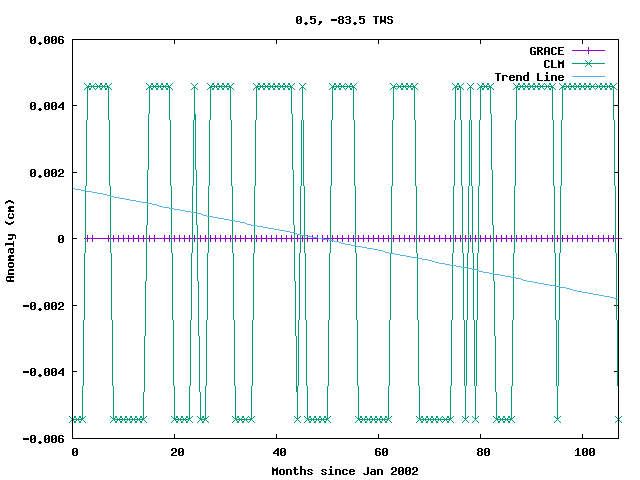 0.5, -83.5 TWS
GRACE
CLM
Trend Line
0.006
0.004
0.002
0
-0.002
-0.004
-0.006
Anomaly (cm)
0 20 40 60 80 100
Months since Jan 2002